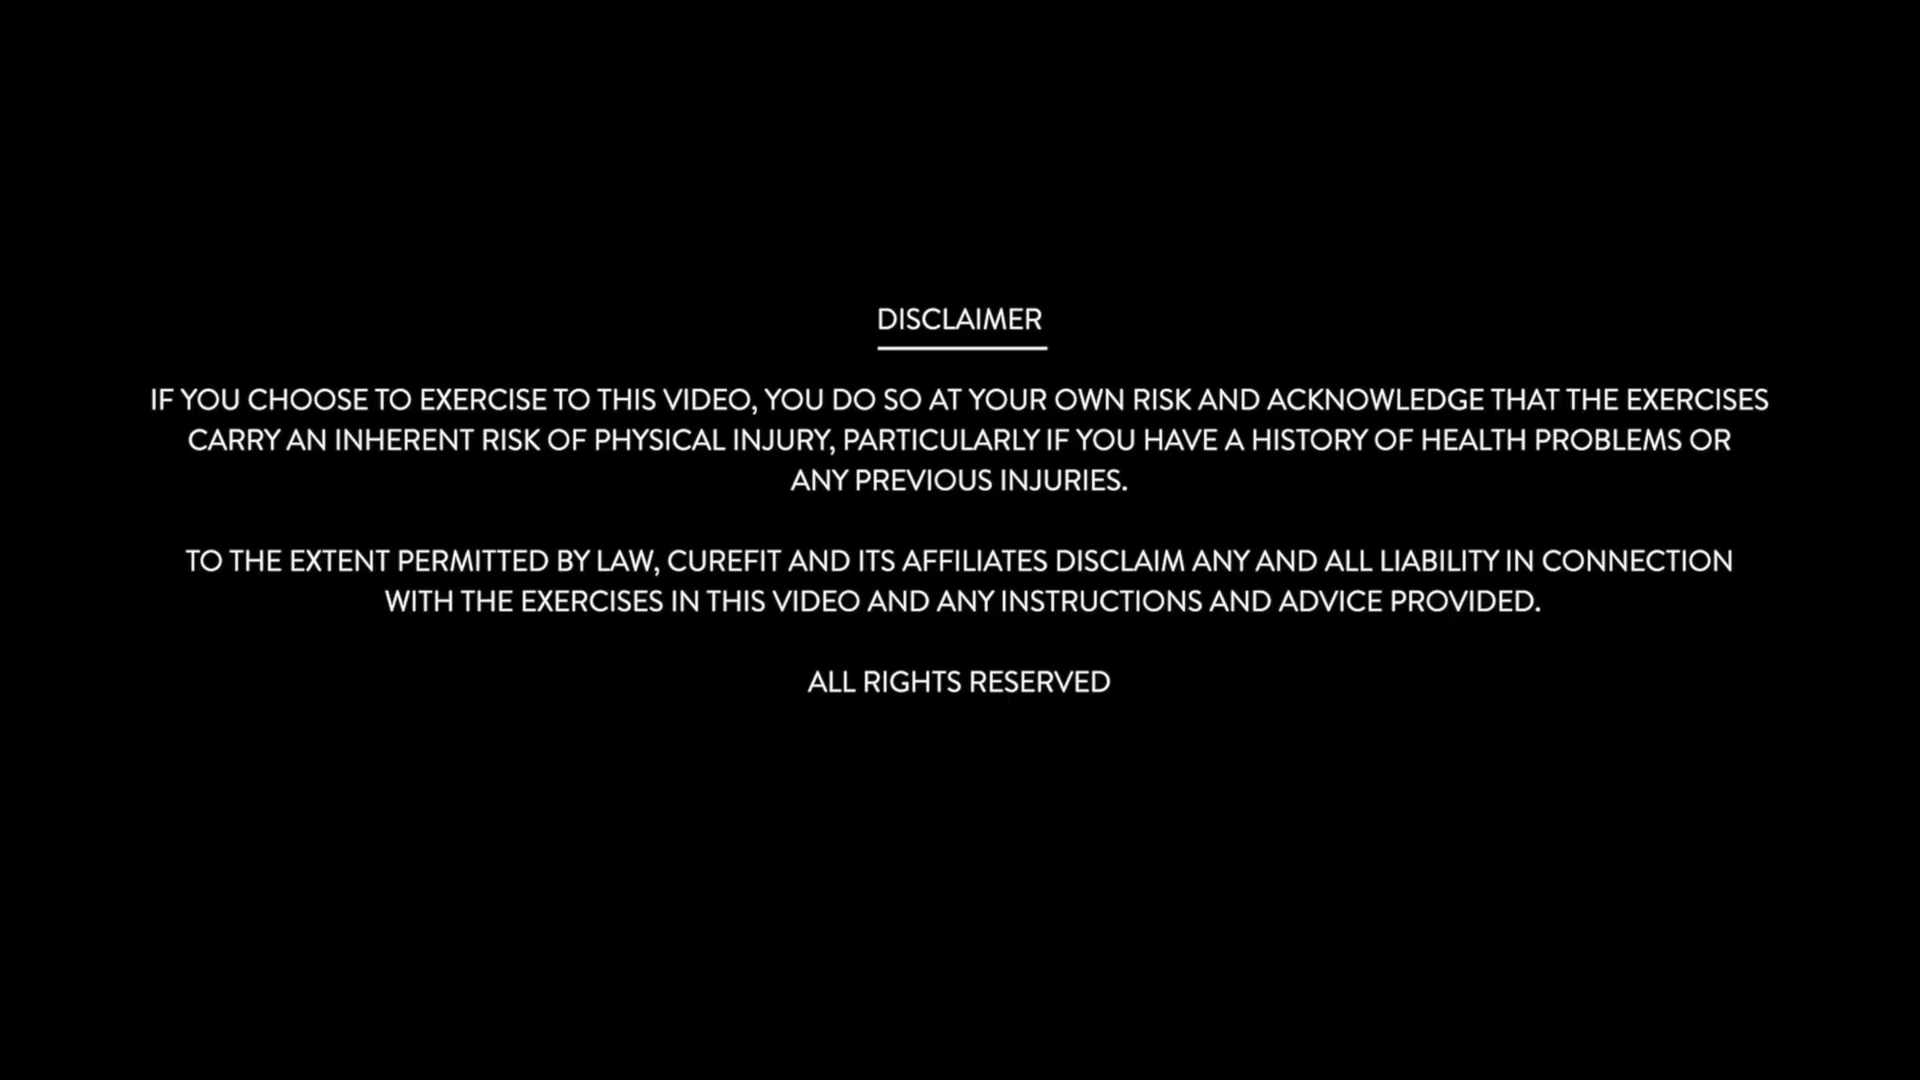 DISCLAIMER
IF YOU CHOOSE TO EXERCISE TO THIS VIDEO, YOU DO SO AT YOUR OWN RISK AND ACKNOWLEDGE THAT THE EXERCISES
CARRY AN INHERENT RISK OF PHYSICAL INJURY, PARTICULARLY IF YOU HAVE A HISTORY OF HEALTH PROBLEMS OR
ANY PREVIOUS INJURIES.
TO THE EXTENT PERMITTED BY LAW, CUREFIT AND ITS AFFILIATES DISCLAIM ANY AND ALL LIABILITY IN CONNECTION
WITH THE EXERCISES IN THIS VIDEO AND ANY INSTRUCTIONS AND ADVICE PROVIDED.
ALL RIGHTS RESERVED